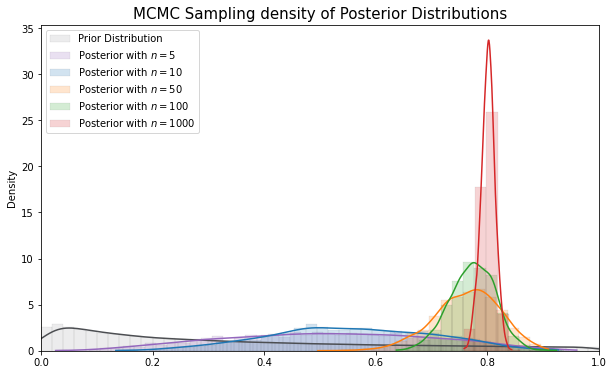 MCMC Sampling density of Posterior Distributions
Prior Distribution
Posterior with n = 5
Posterior with n = 10
Posterior with n = 50
Posterior with n = 100
Posterior with n = 1000
Density
35
30
25
20
15
10
5
0
0.0 0.2 0.4 0.6 0.8 1.0